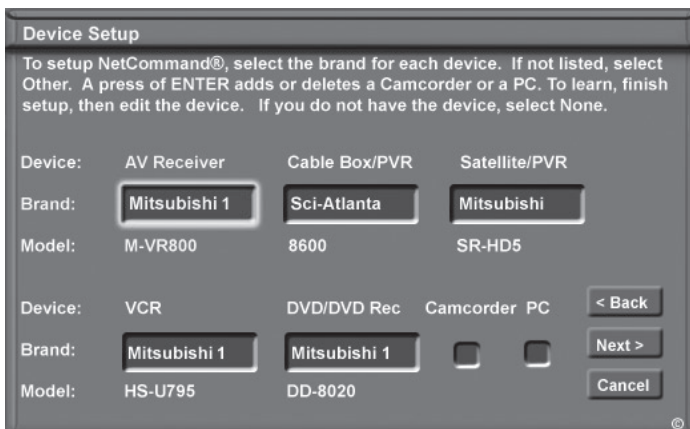 Device Setup
To setup NetCommand®, select the brand for each device.  If not listed, select
Other.  A press of ENTER adds or deletes a Camcorder or a PC. To learn, finish
setup, then edit the device.   If you do not have the device, select None.
Device: AV Receiver Cable Box/PVR Satellite/PVR
Brand: Mitsubishi 1 Sci-Atlanta Mitsubishi
Model: M-VR800 8600 SR-HD5
Device: VCR DVD/DVD Rec Camcorder PC < Back
Brand: Mitsubishi 1 Mitsubishi 1 Next >
Model: HS-U795 DD-8020 Cancel
©